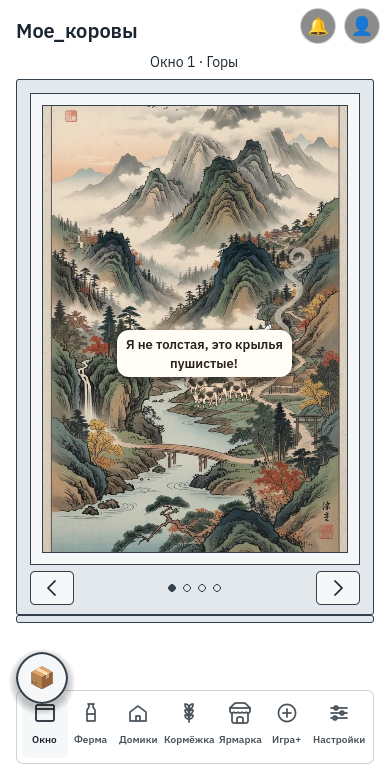 Мое_коровы
Окно 1 · Горы
Я не толстая, это крылья
пушистые!
Окно
Ферма
Домики
Кормёжка
Ярмарка
Игра+
Настройки